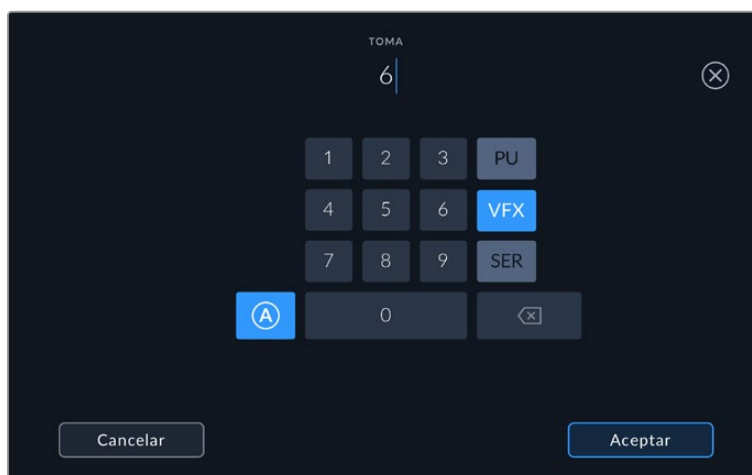 TOMA
6
1 2 3 PU
4 5 6 VFX
7 8 9 SER
A 0
Cancelar Aceptar